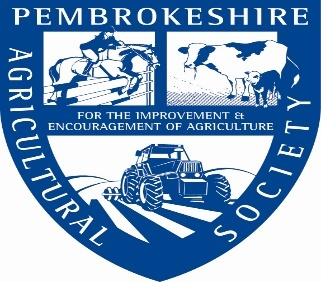 PEMBROKESHIRE
AGRICULTURAL
SOCIETY
FOR THE IMPROVEMENT &
ENCOURAGEMENT OF AGRICULTURE